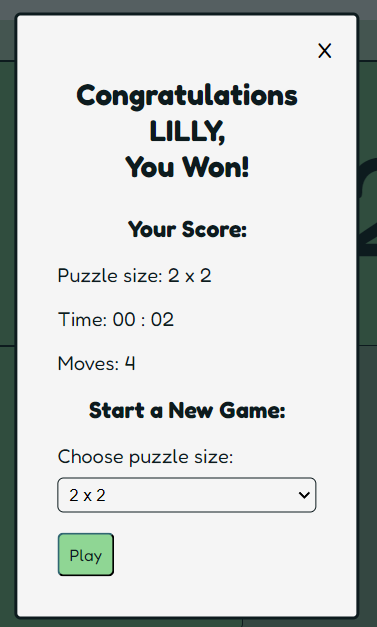 X
Congratulations
LILLY,
You Won!
Your Score:
Puzzle size: 2 x 2
Time: 00 : 02
Moves: 4
Start a New Game:
Choose puzzle size:
2 x 2
Play
2